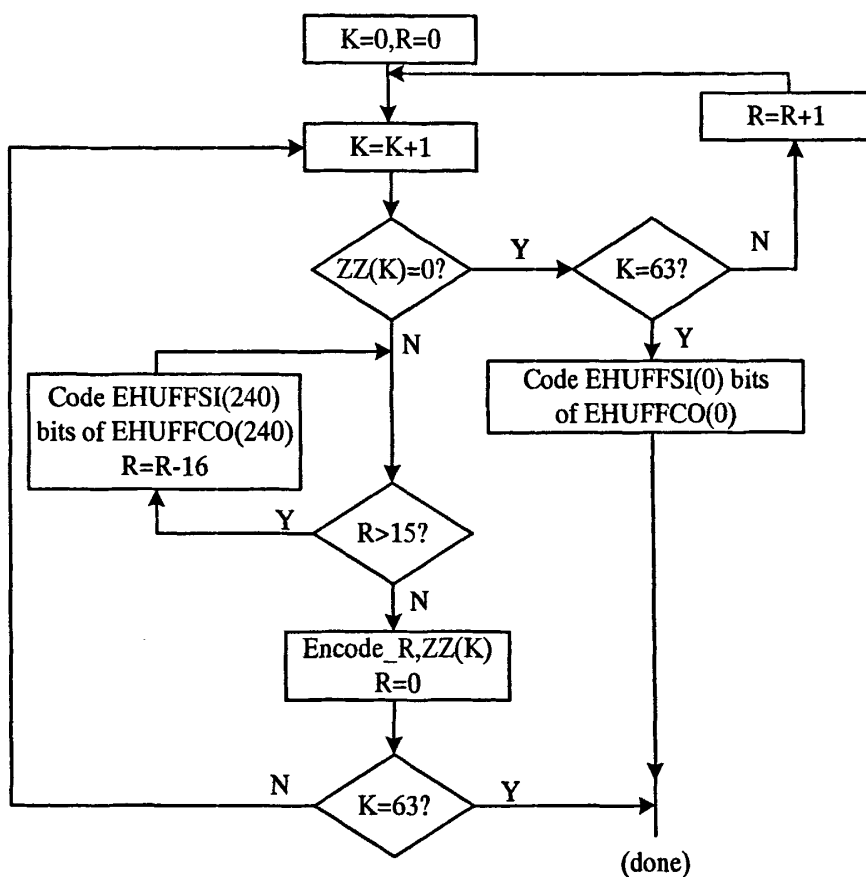 K=0,R=0
R=R+1
K=K+1
ZZ(K)=0?
Y
K=63?
N
N
Y
Code EHUFFSI(240)
bits of EHUFFCO(240)
R=R-16
Code EHUFFSI(0) bits
of EHUFFCO(0)
Y
R>15?
N
Encode_R,ZZ(K)
R=0
N
K=63?
Y
(done)